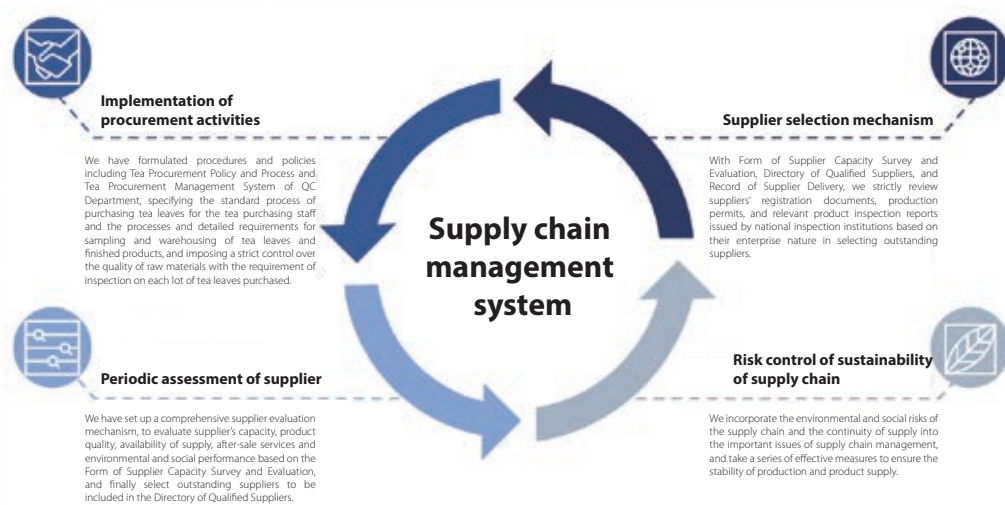 Implementation of
procurement activities
We have formulated procedures and policies
including Tea Procurement Policy and Process and
Tea Procurement Management System of QC
Department, specifying the standard process of
purchasing tea leaves for the tea purchasing staff
and the processes and detailed requirements for
sampling and warehousing of tea leaves and
finished products, and imposing a strict control over
the quality of raw materials with the requirement of
inspection on each lot of tea leaves purchased.
Supplier selection mechanism
With Form of Supplier Capacity Survey and
Evaluation, Directory of Qualified Suppliers, and
Record of Supplier Delivery, we strictly review
suppliers' registration documents, production
permits, and relevant product inspection reports
issued by national inspection institutions based on
their enterprise nature in selecting outstanding
suppliers.
Supply chain
management
system
Periodic assessment of supplier
We have set up a comprehensive supplier evaluation
mechanism, to evaluate supplier's capacity, product
quality, availability of supply, after-sale services and
environmental and social performance based on the
Form of Supplier Capacity Survey and Evaluation,
and finally select outstanding suppliers to be
included in the Directory of Qualified Suppliers.
Risk control of sustainability
of supply chain
We incorporate the environmental and social risks of
the supply chain and the continuity of supply into
the important issues of supply chain management,
and take a series of effective measures to ensure the
stability of production and product supply.